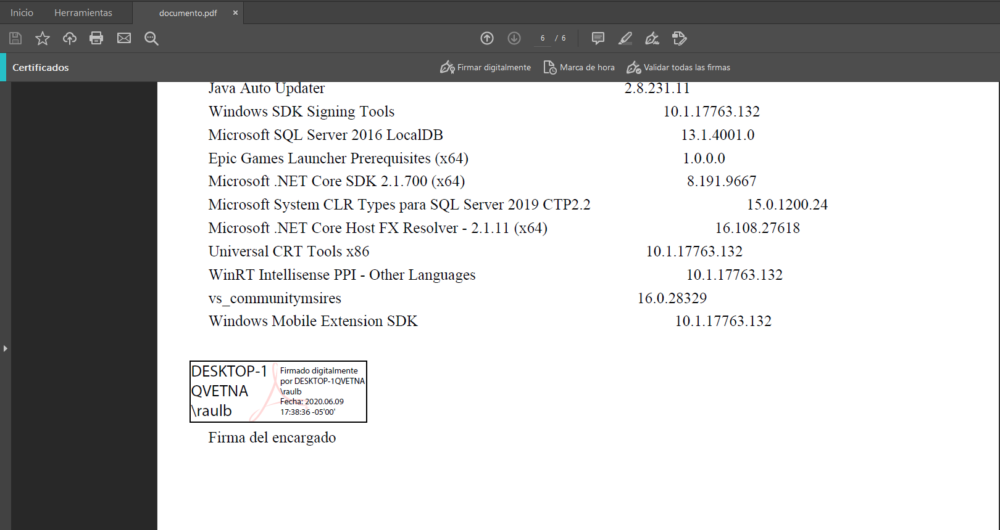 Inicio Herramientas documento.pdf ×
6 / 6
Certificados Firmar digitalmente Marca de hora Validar todas las firmas
Java Auto Updater 2.8.231.11
Windows SDK Signing Tools 10.1.17763.132
Microsoft SQL Server 2016 LocalDB 13.1.4001.0
Epic Games Launcher Prerequisites (x64) 1.0.0.0
Microsoft .NET Core SDK 2.1.700 (x64) 8.191.9667
Microsoft System CLR Types para SQL Server 2019 CTP2.2 15.0.1200.24
Microsoft .NET Core Host FX Resolver - 2.1.11 (x64) 16.108.27618
Universal CRT Tools x86 10.1.17763.132
WinRT Intellisense PPI - Other Languages 10.1.17763.132
vs_communitymsires 16.0.28329
Windows Mobile Extension SDK 10.1.17763.132
DESKTOP-1
QVETNA
\raulb
Firmado digitalmente
por DESKTOP-1QVETNA
\raulb
Fecha: 2020.06.09
17:38:36 -05'00'
Firma del encargado